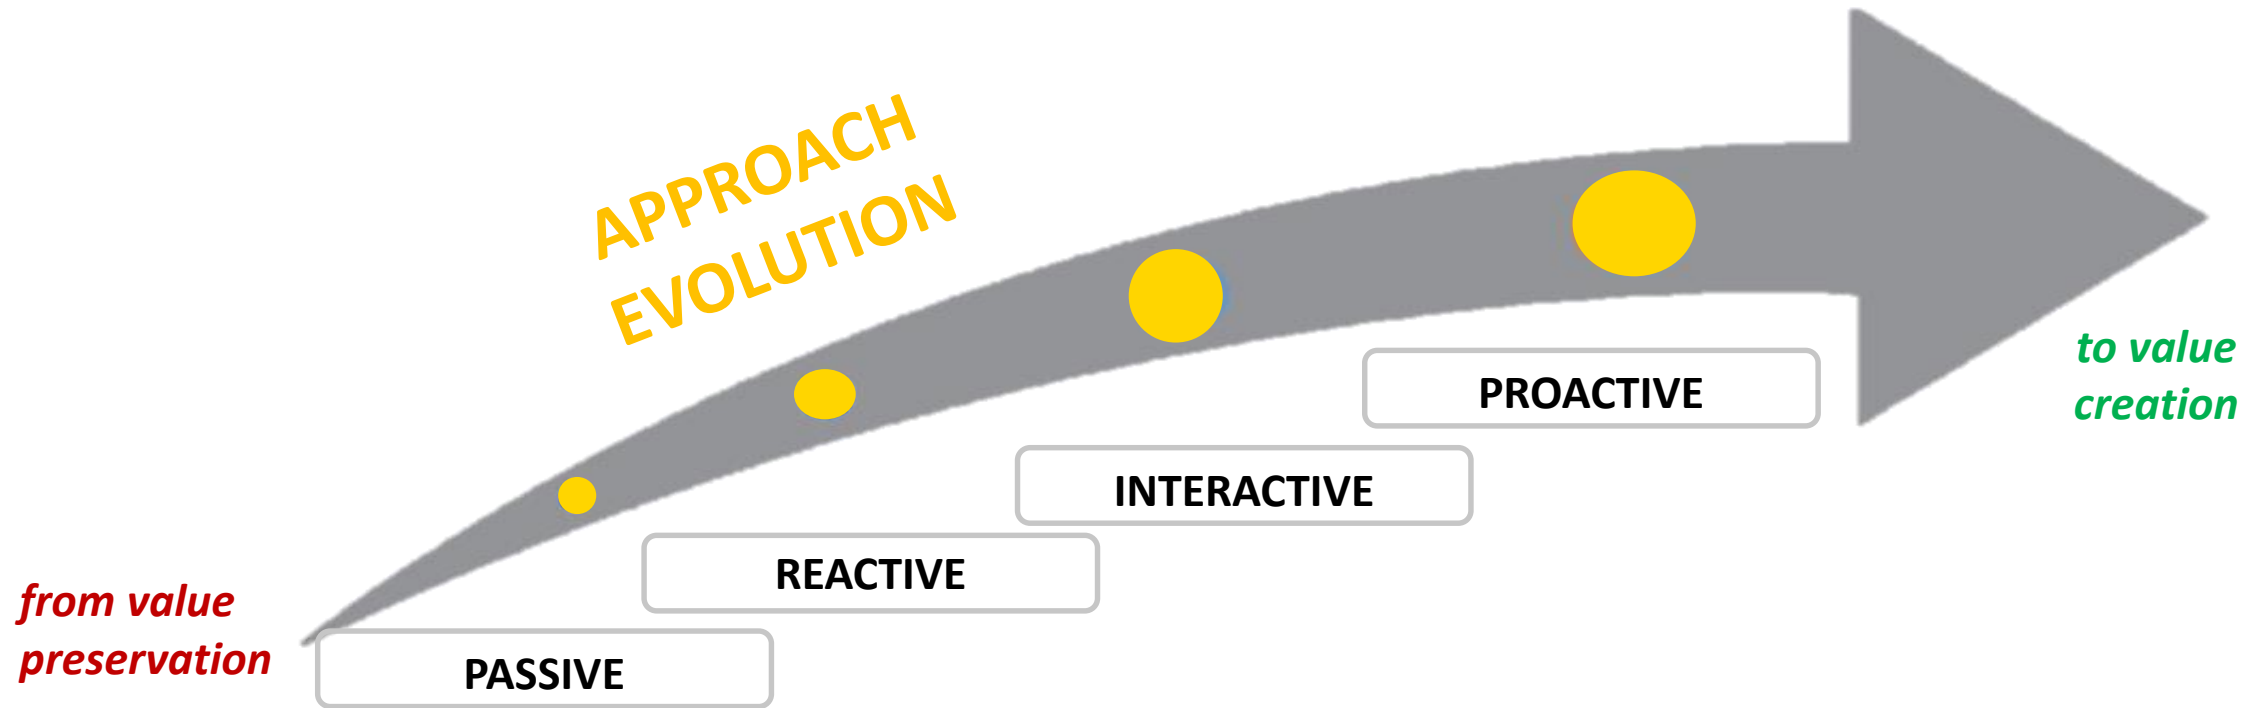 APPROACH
EVOLUTION
PROACTIVE
INTERACTIVE
REACTIVE
PASSIVE
from value
preservation
to value
creation